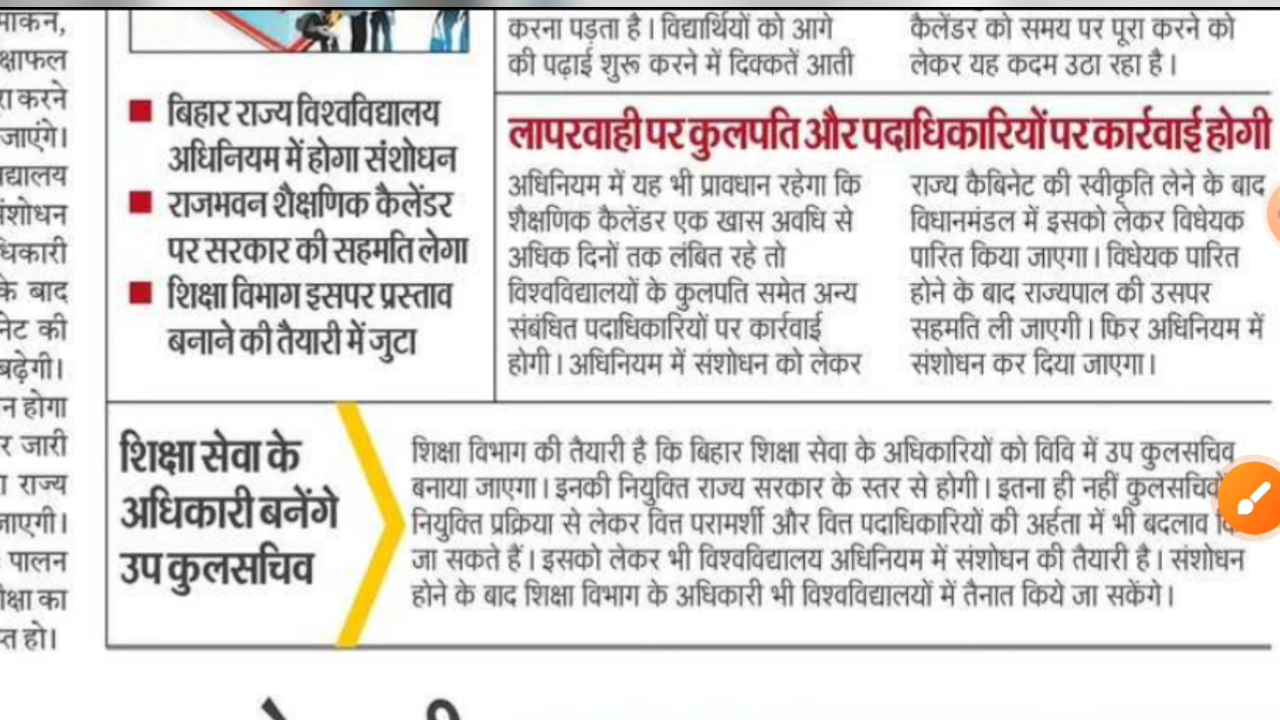 क्षाफल
जाएंगे।
धिकारी
के बाद
बढ़ेगी।
न होगा
र जारी
राज्य
जाएगी।
पालन
क्षा का
त हो।
बिहार राज्य विश्वविद्यालय
अधिनियम में होगा संशोधन
राजभवन शैक्षणिक कैलेंडर
पर सरकार की सहमति लेगा
शिक्षा विभाग इसपर प्रस्ताव
बनाने की तैयारी में जुटा
करना पड़ता है। विद्यार्थियों को आगे
की पढ़ाई शुरू करने में दिक्कतें आती
कैलेंडर को समय पर पूरा करने को
लेकर यह कदम उठा रहा है।
लापरवाही पर कुलपति और पदाधिकारियों पर कार्रवाई होगी
अधिनियम में यह भी प्रावधान रहेगा कि
शैक्षणिक कैलेंडर एक खास अवधि से
अधिक दिनों तक लंबित रहे तो
विश्वविद्यालयों के कुलपति समेत अन्य
संबंधित पदाधिकारियों पर कार्रवाई
होगी। अधिनियम में संशोधन को लेकर
राज्य कैबिनेट की स्वीकृति लेने के बाद
विधानमंडल में इसको लेकर विधेयक
पारित किया जाएगा। विधेयक पारित
होने के बाद राज्यपाल की उसपर
सहमति ली जाएगी। फिर अधिनियम में
संशोधन कर दिया जाएगा।
शिक्षा सेवा के
अधिकारी बनेंगे
उप कुलसचिव
शिक्षा विभाग की तैयारी है कि बिहार शिक्षा सेवा के अधिकारियों को विवि में उप कुलसचिव
बनाया जाएगा। इनकी नियुक्ति राज्य सरकार के स्तर से होगी। इतना ही नहीं कुलसचिवों
नियुक्ति प्रक्रिया से लेकर वित्त परामर्शी और वित्त पदाधिकारियों की अर्हता में भी बदलाव
जा सकते हैं। इसको लेकर भी विश्वविद्यालय अधिनियम में संशोधन की तैयारी है। संशोधन
होने के बाद शिक्षा विभाग के अधिकारी भी विश्वविद्यालयों में तैनात किये जा सकेंगे।